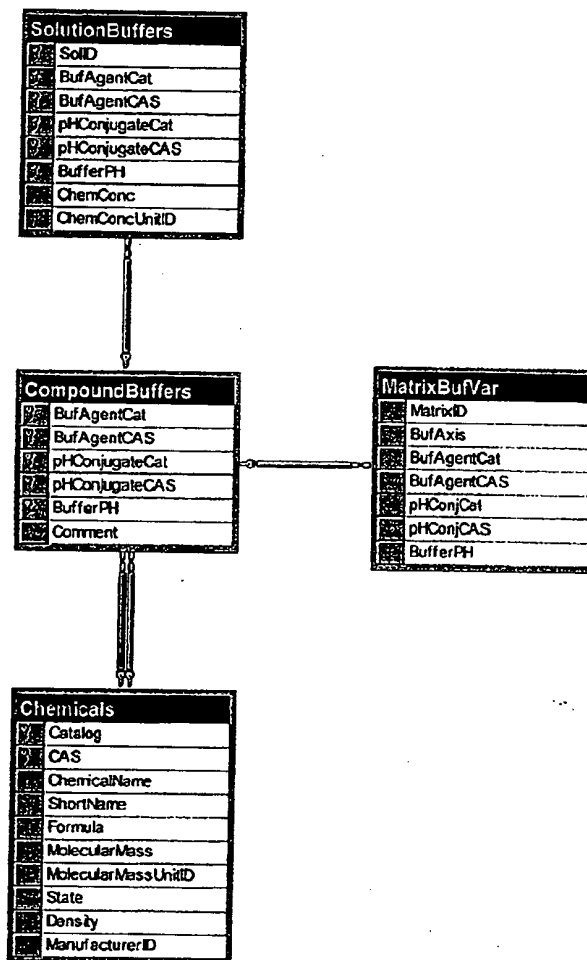 SolutionBuffers
SolID
BufAgentCat
BufAgentCAS
pHConjugateCat
pHConjugateCAS
BufferPH
ChemConc
ChemConcUnitID
CompoundBuffers
BufAgentCat
BufAgentCAS
pHConjugateCat
pHConjugateCAS
BufferPH
Comment
MatrixBufVar
MatrixID
BufAxis
BufAgentCat
BufAgentCAS
pHConjCat
pHConjCAS
BufferPH
Chemicals
Catalog
CAS
ChemicalName
ShortName
Formula
MolecularMass
MolecularMassUnitID
State
Density
ManufacturerID